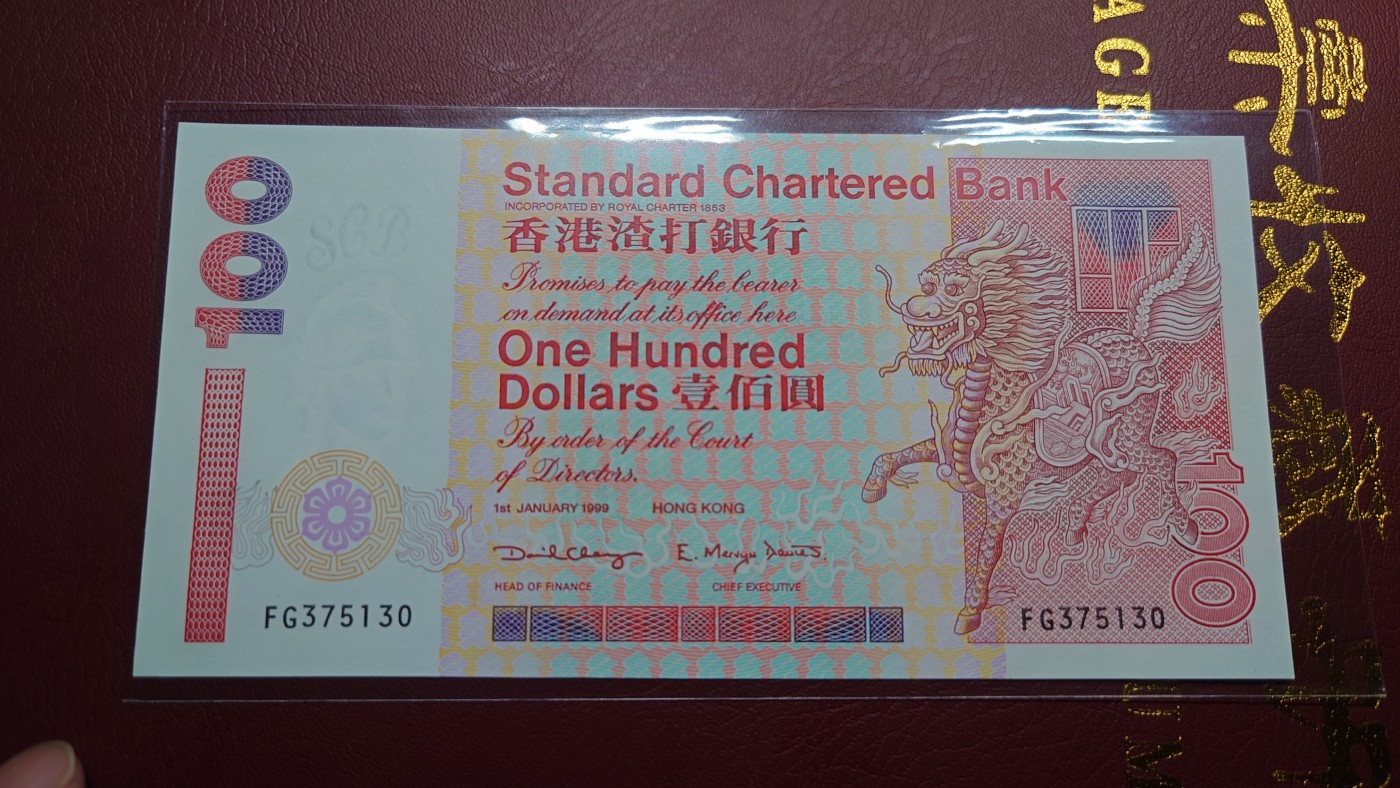 100
SCB
Standard Chartered Bank
INCORPORATED BY ROYAL CHARTER 1853
香港渣打銀行
Promises to pay the bearer
on demand at its office here
One Hundred
Dollars 壹佰圓
By order of the Court
of Directors.
1st JANUARY 1999 HONG KONG
HEAD OF FINANCE CHIEF EXECUTIVE
FG375130
FG375130
100
AGE
UM